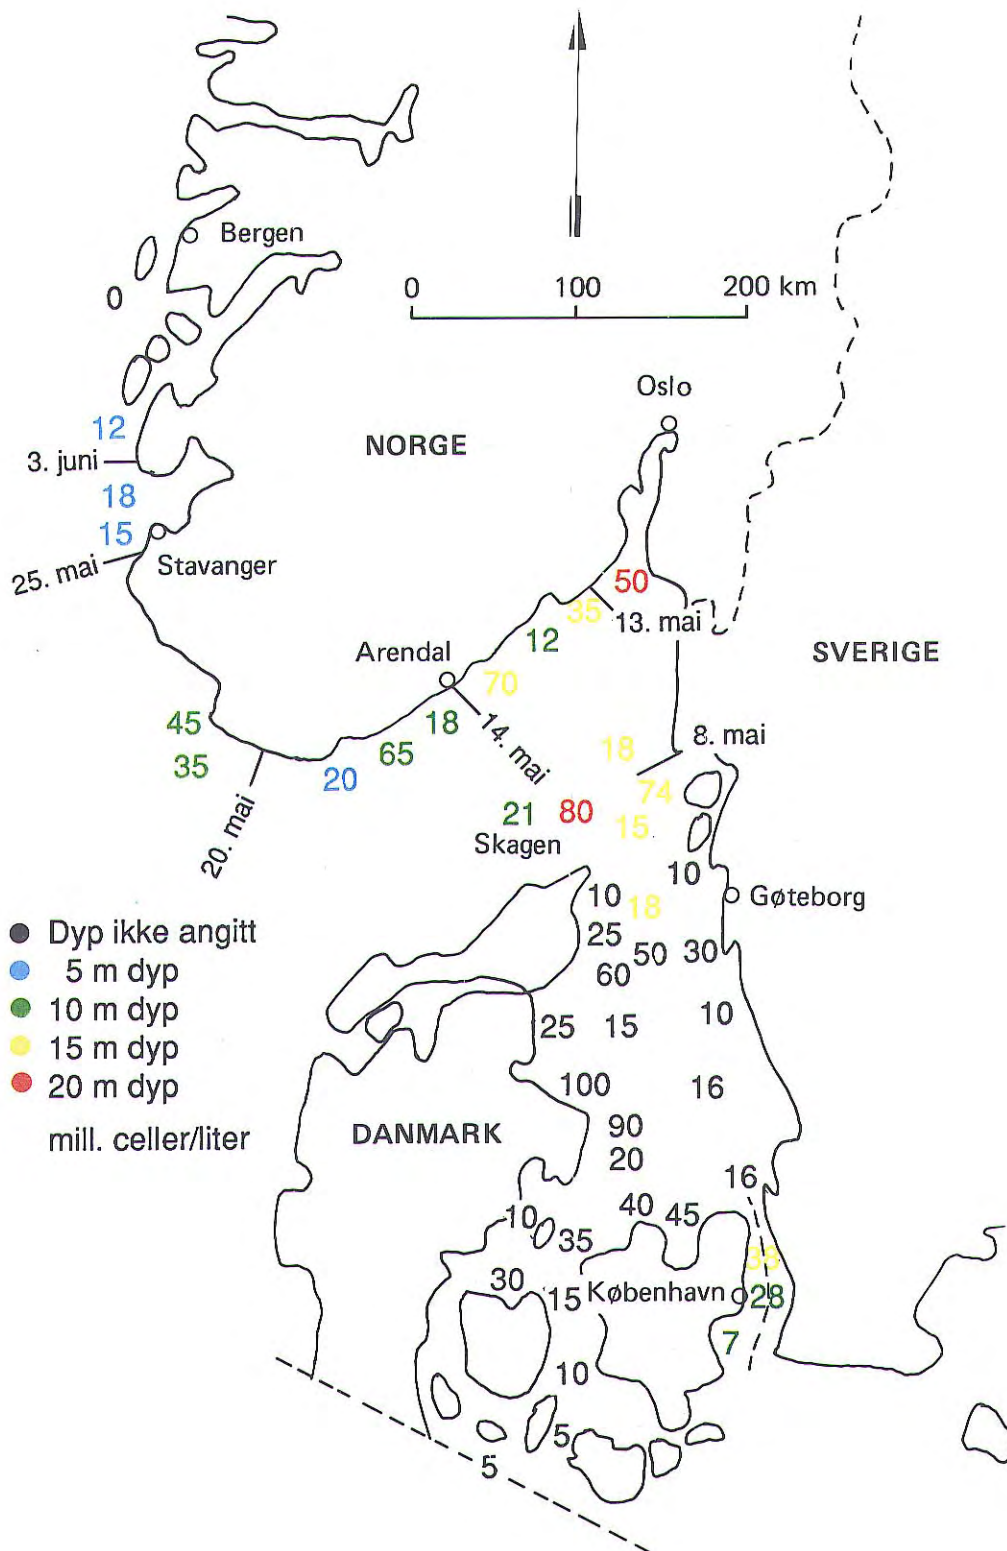 Bergen
0
0 100 200 km
Oslo
12
NORGE
3. juni
18
15
Stavanger
25. mai
50
35
13. mai
12
Arendal
SVERIGE
70
45
18
14. mai
8. mai
35
65
18
20
74
20. mai
21
80
15
Skagen
10
10
18
Gøteborg
Dyp ikke angitt
25
50
30
5 m dyp
60
10 m dyp
25
15
10
15 m dyp
20 m dyp
100
16
mill. celler/liter
DANMARK
90
20
16
40
45
10
35
38
30
15
København
28
7
10
5
5